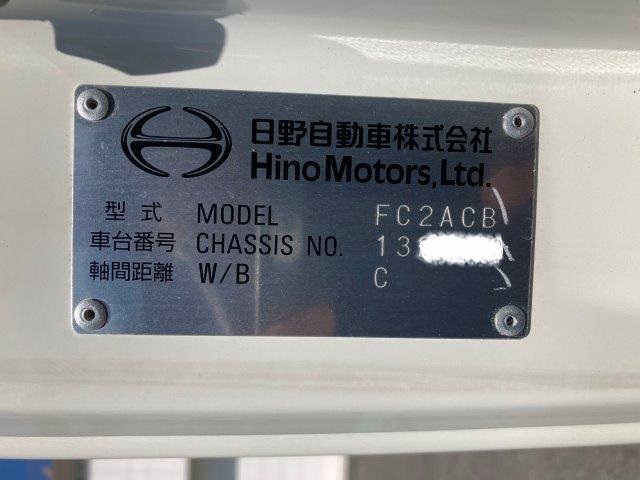 日野自動車株式会社
Hino Motors, Ltd.
型式 MODEL FC2ACB
車台番号 CHASSIS NO. 13
軸間距離 W/B C